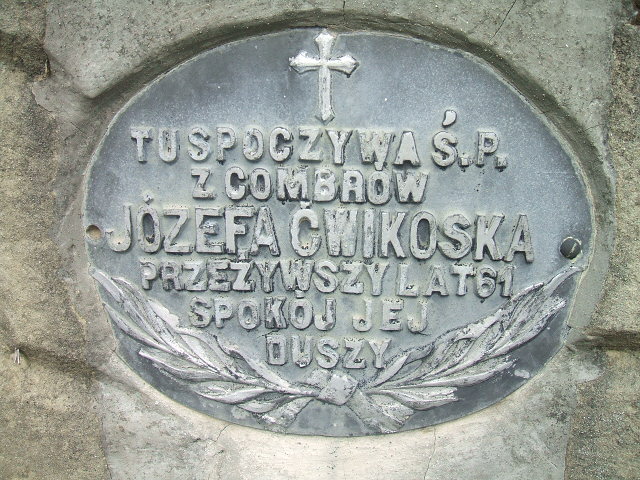 TU SPOCZYWA Ś.P.
Z COMBRÓW
JÓZEFA ĆWIKOSKA
PRZEŻYWSZY LAT 61
SPOKÓJ JEJ
DUSZY